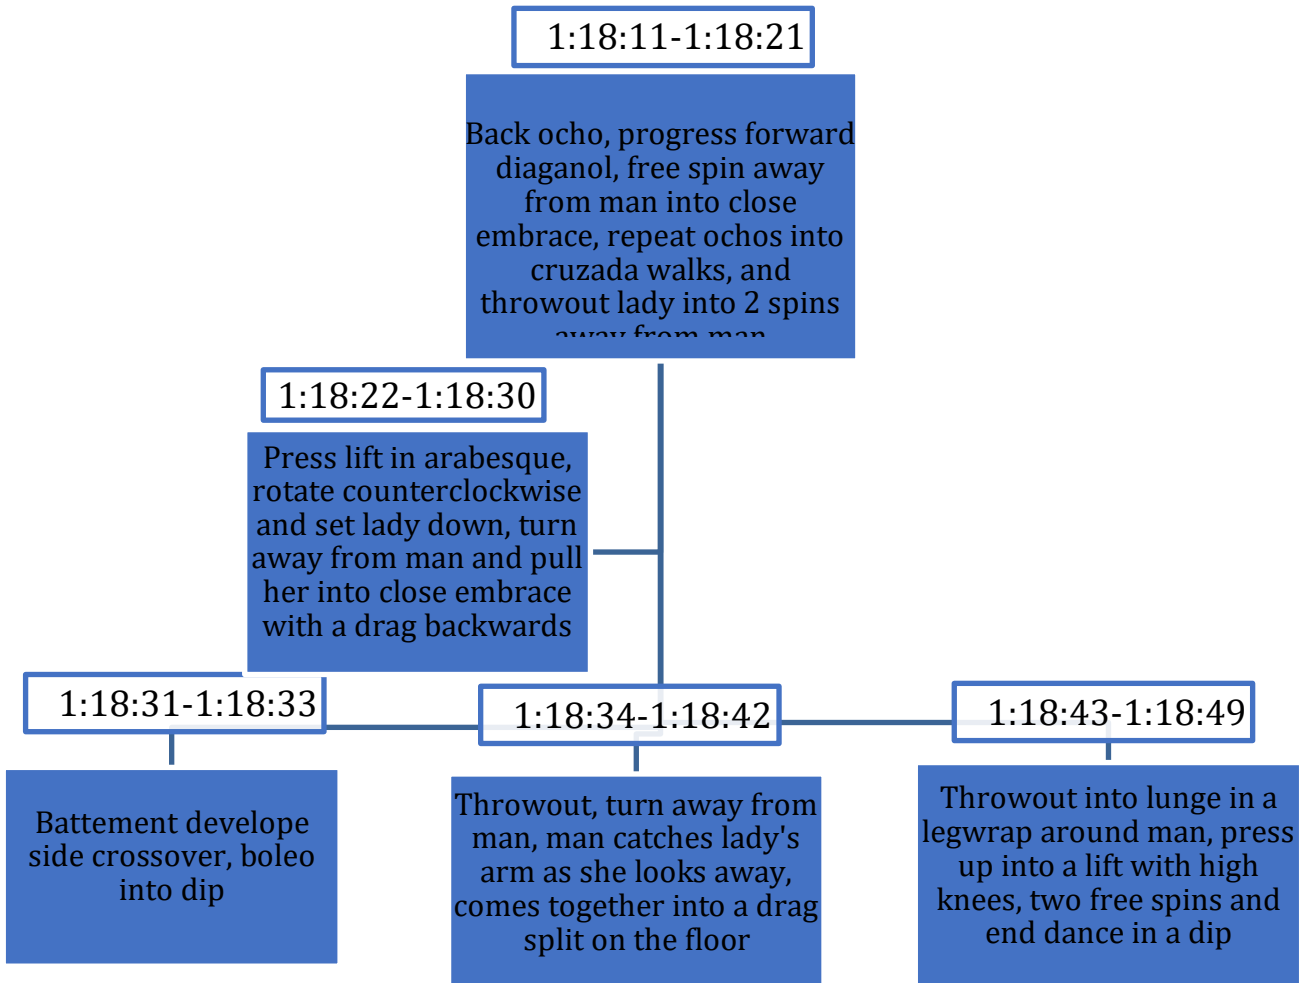 1:18:11-1:18:21
Back ocho, progress forward
diaganol, free spin away
from man into close
embrace, repeat ochos into
cruzada walks, and
throwout lady into 2 spins
away from man
1:18:22-1:18:30
Press lift in arabesque,
rotate counterclockwise
and set lady down, turn
away from man and pull
her into close embrace
with a drag backwards
1:18:31-1:18:33
Battement develope
side crossover, boleo
into dip
1:18:34-1:18:42
Throwout, turn away from
man, man catches lady's
arm as she looks away,
comes together into a drag
split on the floor
1:18:43-1:18:49
Throwout into lunge in a
legwrap around man, press
up into a lift with high
knees, two free spins and
end dance in a dip